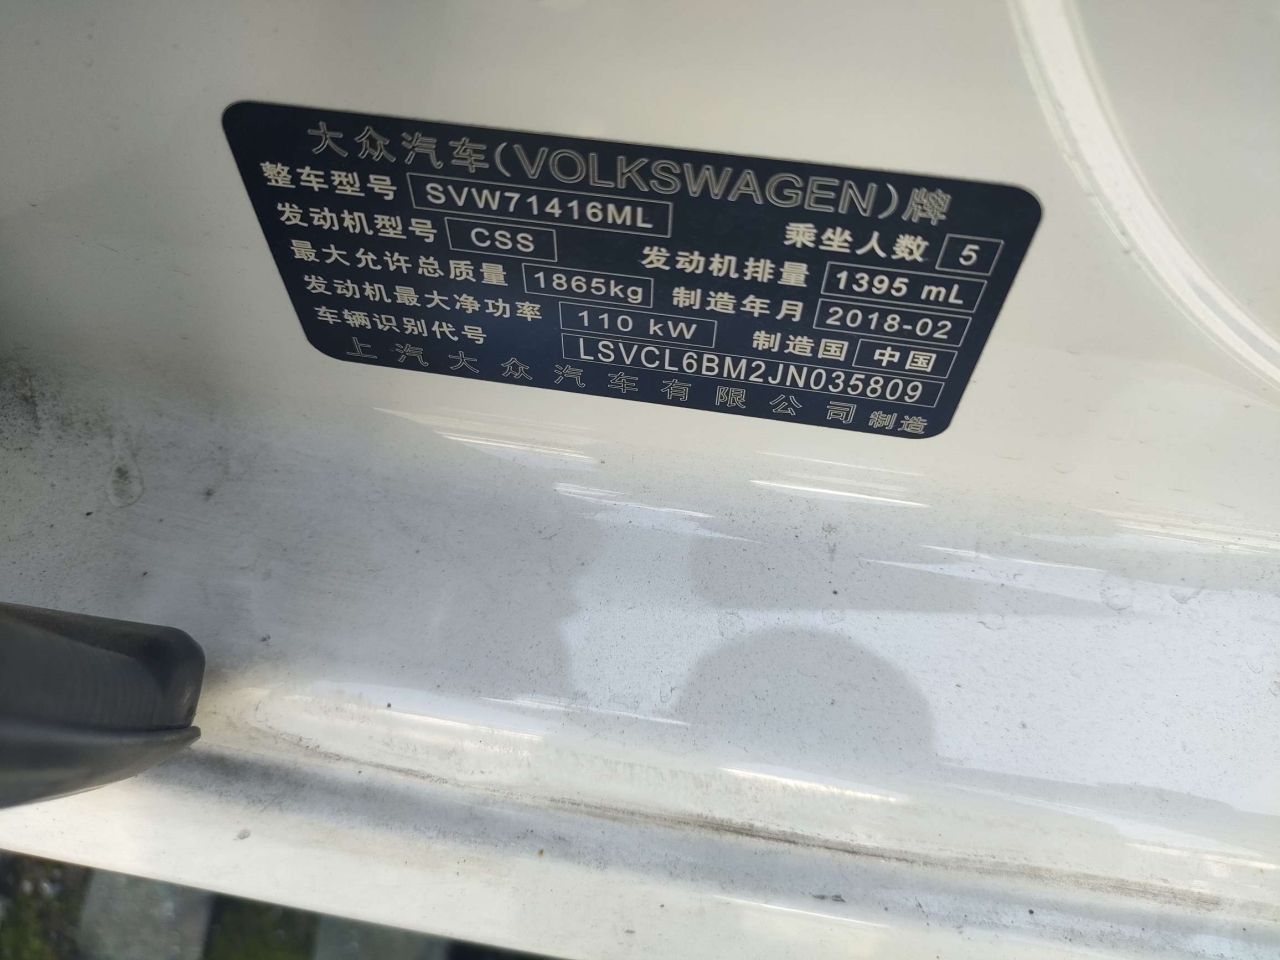 大众汽车(VOLKSWAGEN)牌
整车型号 SVW71416ML 乘坐人数 5
发动机型号 CSS 发动机排量 1395 mL
最大允许总质量 1865kg 制造年月 2018-02
发动机最大净功率 110 kW 制造国 中国
车辆识别代号 LSVCL6BM2JN035809
上汽大众汽车有限公司制造